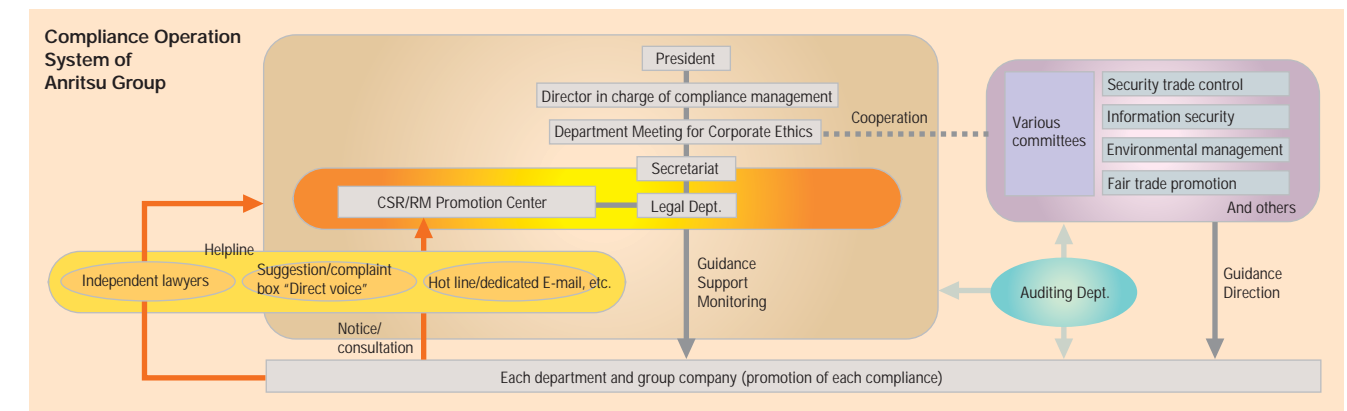 Compliance Operation
System of
Anritsu Group
President
Director in charge of compliance management
Department Meeting for Corporate Ethics
Cooperation
Secretariat
CSR/RM Promotion Center
Legal Dept.
Various
committees
Security trade control
Information security
Environmental management
Fair trade promotion
And others
Helpline
Independent lawyers
Suggestion/complaint
box “Direct voice”
Hot line/dedicated E-mail, etc.
Notice/
consultation
Guidance
Support
Monitoring
Auditing Dept.
Guidance
Direction
Each department and group company (promotion of each compliance)